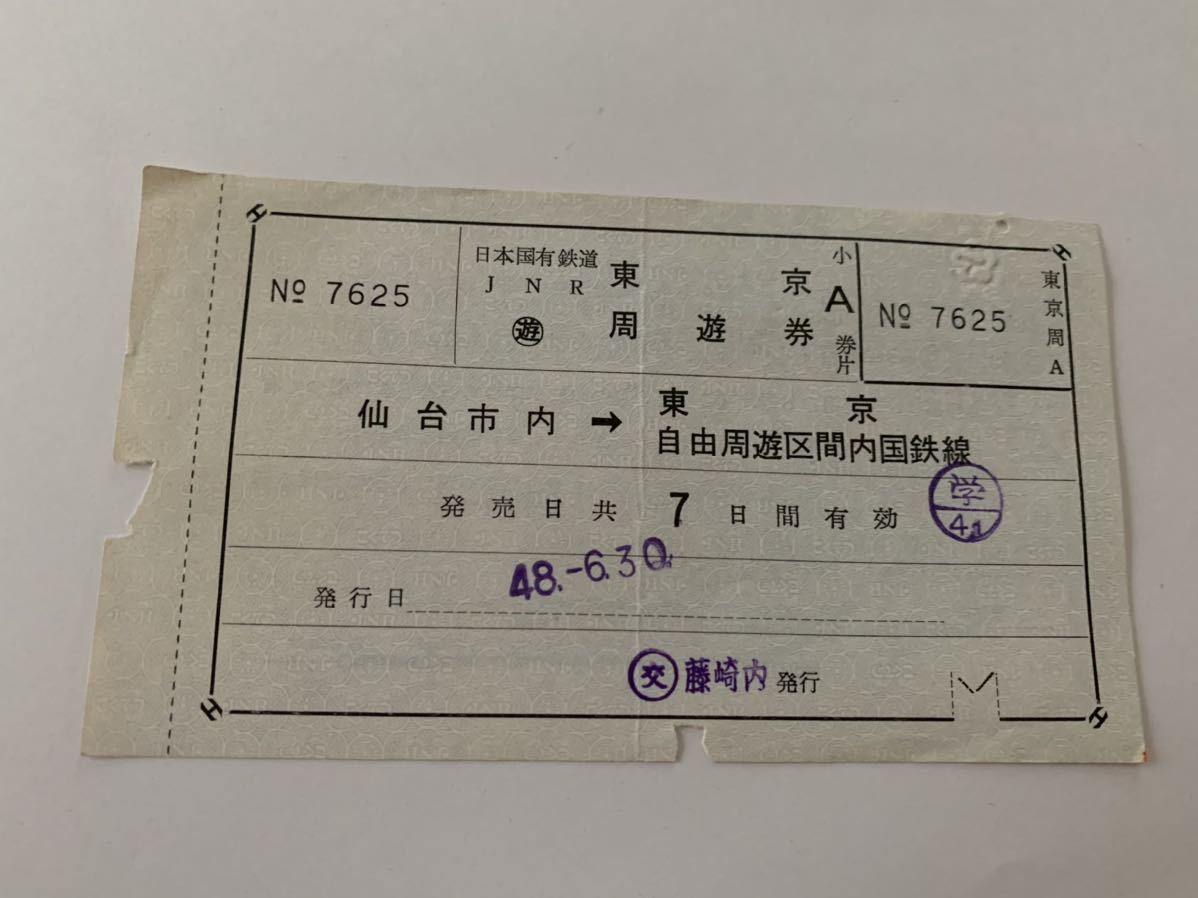 № 7625
日本国有鉄道
J N R
遊
東京
周遊券
小
A
券片
№ 7625
東京周A
仙台市内 → 東京
自由周遊区間内国鉄線
発売日共 7 日間有効
学
発行日 48.-6.30.
交 藤崎内 発行